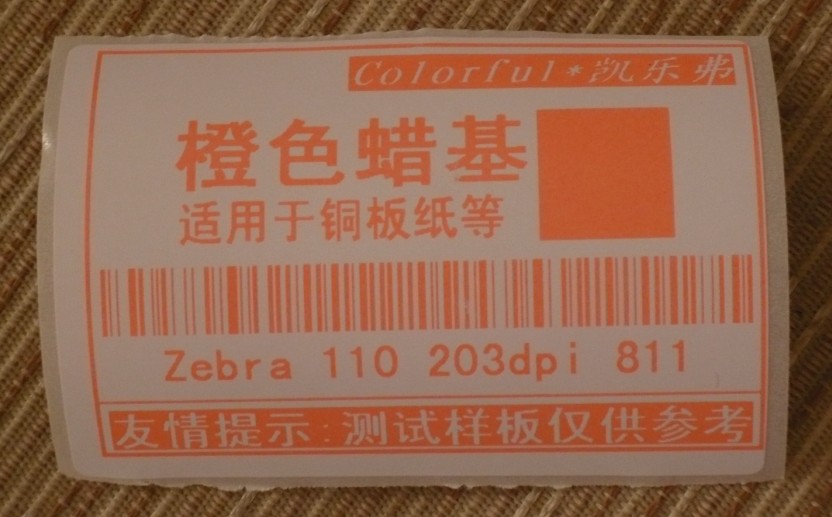 Colorful*凯乐弗
橙色蜡基
适用于铜板纸等
Zebra 110 203dpi 811
友情提示:测试样板仅供参考